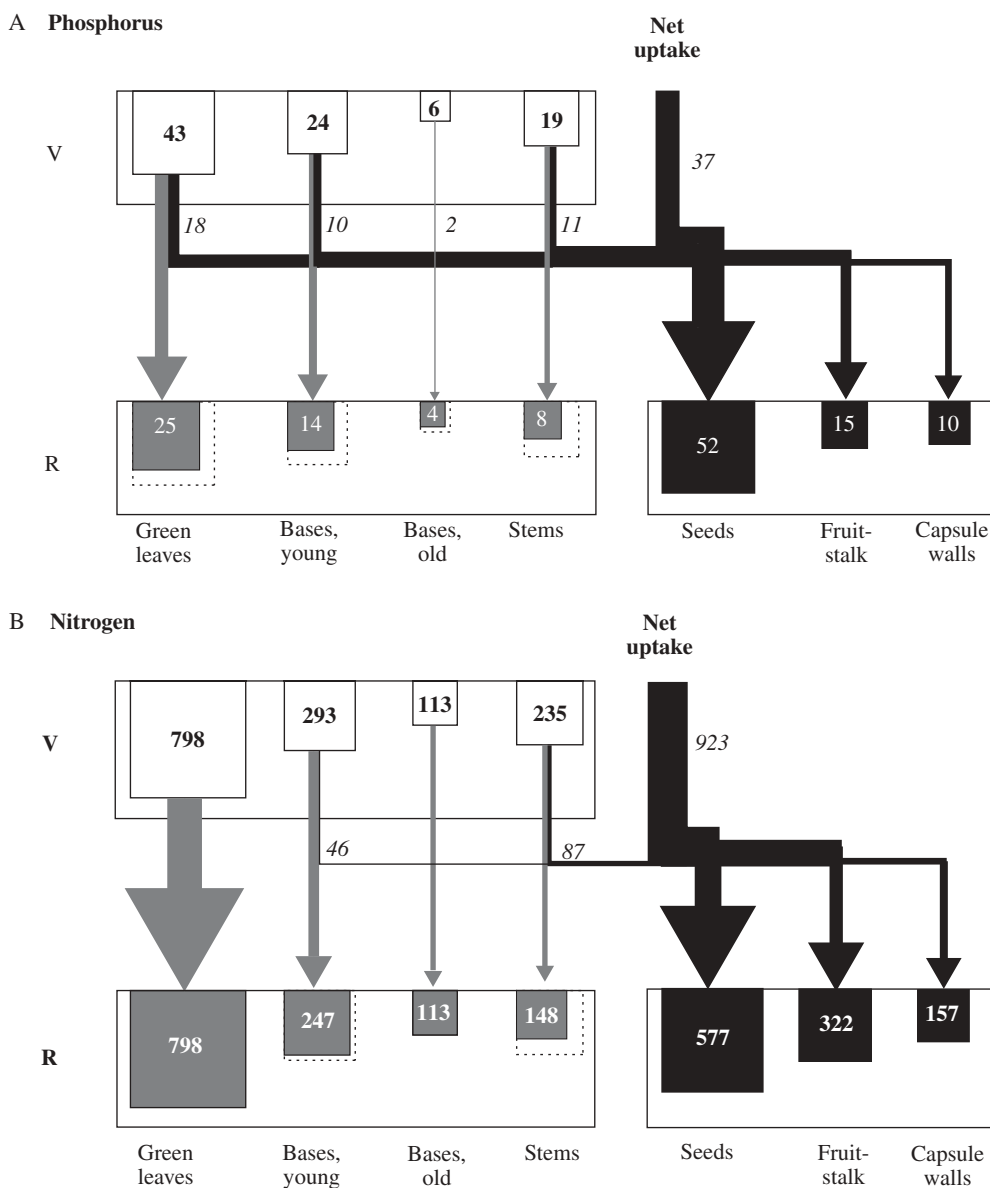 A Phosphorus
Net
uptake
V
43
24
6
19
37
18
10
2
11
R
25
14
4
8
52
15
10
Green
leaves
Bases,
young
Bases,
old
Stems
Seeds
Fruit-
stalk
Capsule
walls
B Nitrogen
Net
uptake
V
798
293
113
235
923
46
87
R
798
247
113
148
577
322
157
Green
leaves
Bases,
young
Bases,
old
Stems
Seeds
Fruit-
stalk
Capsule
walls